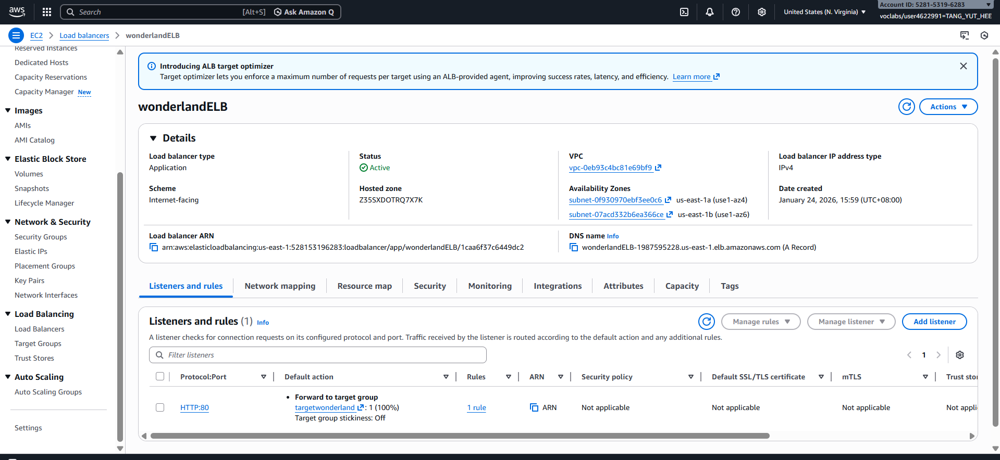 aws
Search [Alt+S] Ask Amazon Q
United States (N. Virginia)
Account ID: 5281-5319-6283
voclabs/user4622991=TANG_YUT_HEE
EC2 Load balancers wonderlandELB
Reserved Instances
Dedicated Hosts
Capacity Reservations
Capacity Manager New
Images
AMIs
AMI Catalog
Elastic Block Store
Volumes
Snapshots
Lifecycle Manager
Network & Security
Security Groups
Elastic IPs
Placement Groups
Key Pairs
Network Interfaces
Load Balancing
Load Balancers
Target Groups
Trust Stores
Auto Scaling
Auto Scaling Groups
Settings
Introducing ALB target optimizer
Target optimizer lets you enforce a maximum number of requests per target using an ALB-provided agent, improving success rates, latency, and efficiency. Learn more
wonderlandELB
Actions
Details
Load balancer type
Application
Status
Active
VPC
vpc-0eb93c4bc81e69bf9
Load balancer IP address type
IPv4
Scheme
Internet-facing
Hosted zone
Z35SXDOTRQ7X7K
Availability Zones
subnet-0f930970ebf3ee0c6 us-east-1a (use1-az4)
subnet-07acd332b6ea366ce us-east-1b (use1-az6)
Date created
January 24, 2026, 15:59 (UTC+08:00)
Load balancer ARN
arn:aws:elasticloadbalancing:us-east-1:528153196283:loadbalancer/app/wonderlandELB/1caa6f37c6449dc2
DNS name Info
wonderlandELB-1987595228.us-east-1.elb.amazonaws.com (A Record)
Listeners and rules Network mapping Resource map Security Monitoring Integrations Attributes Capacity Tags
Listeners and rules (1) Info
Manage rules Manage listener Add listener
A listener checks for connection requests on its configured protocol and port. Traffic received by the listener is routed according to the default action and any additional rules.
Filter listeners
1
Protocol:Port Default action Rules ARN Security policy Default SSL/TLS certificate mTLS Trust stor
• Forward to target group
HTTP:80 targetwonderland : 1 (100%) 1 rule ARN Not applicable Not applicable Not applicable Not appli
Target group stickiness: Off